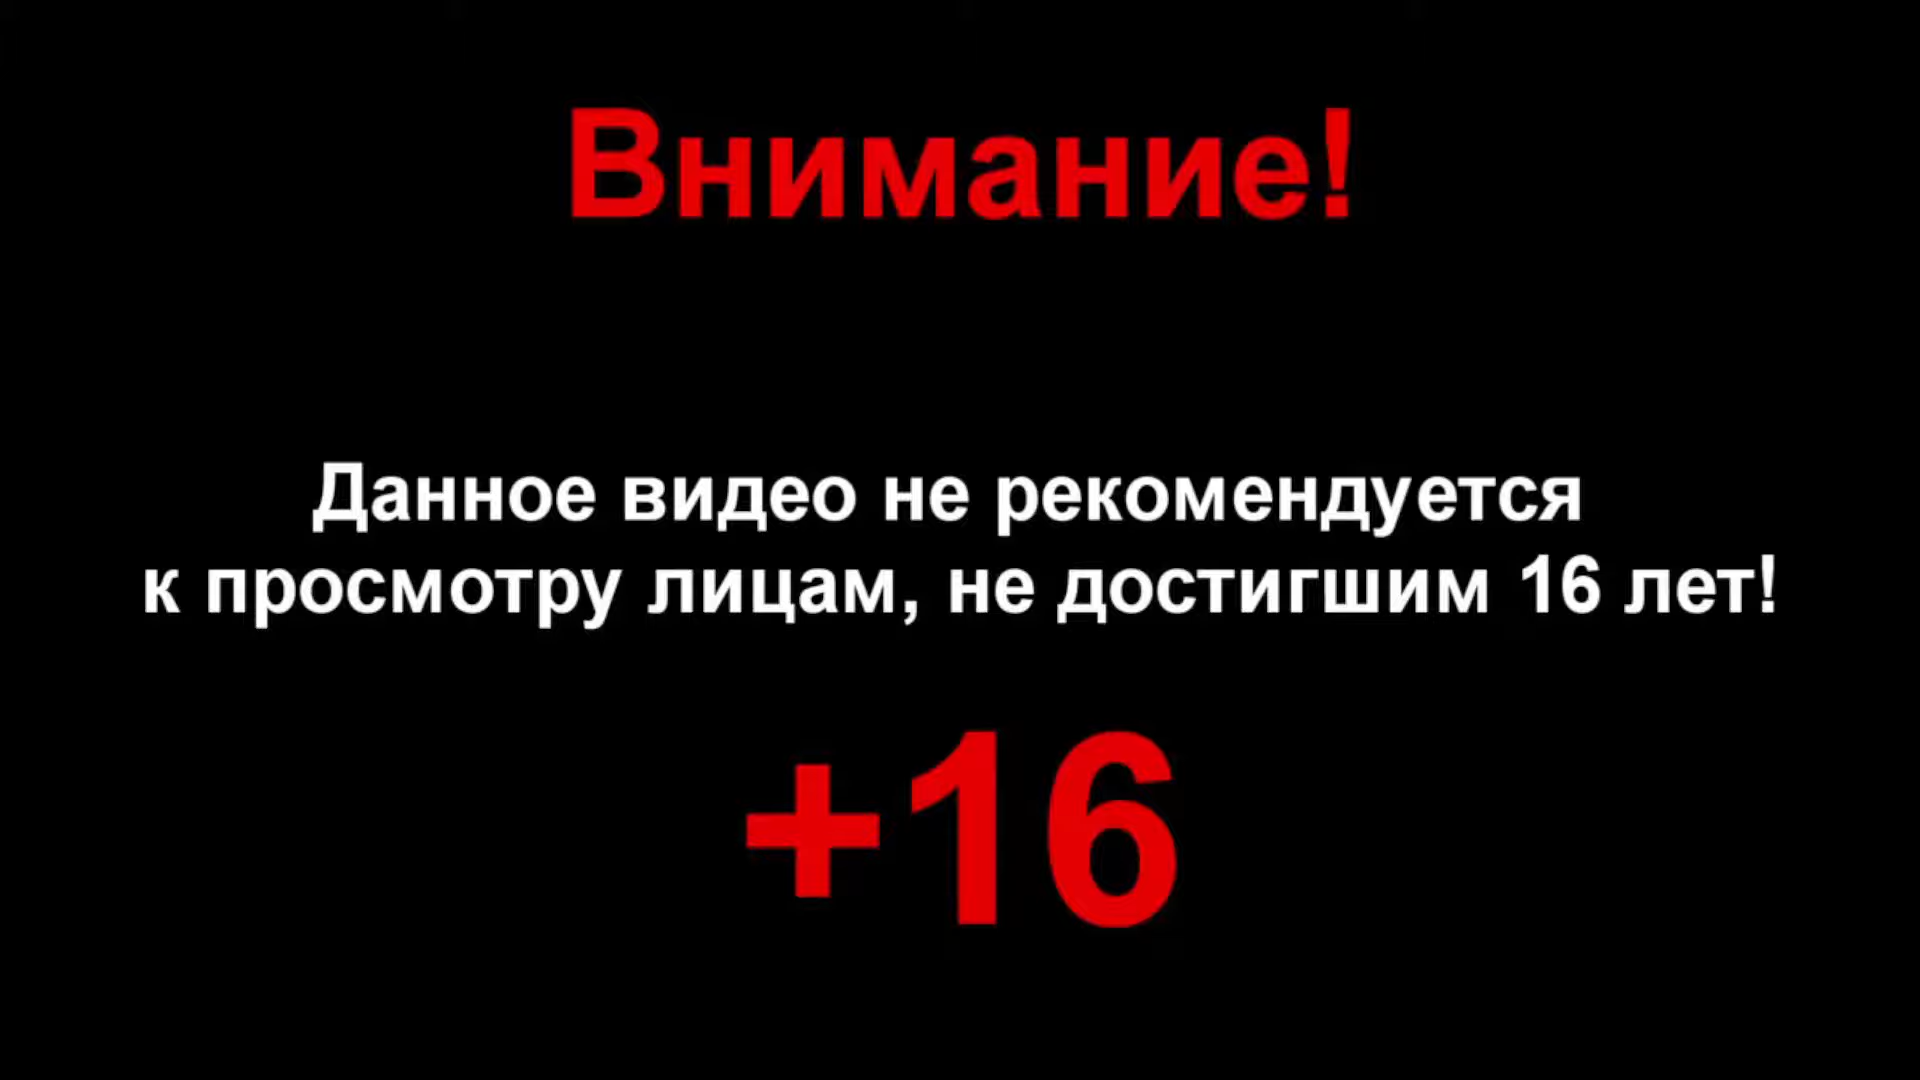 Внимание!
Данное видео не рекомендуется
к просмотру лицам, не достигшим 16 лет!
+16